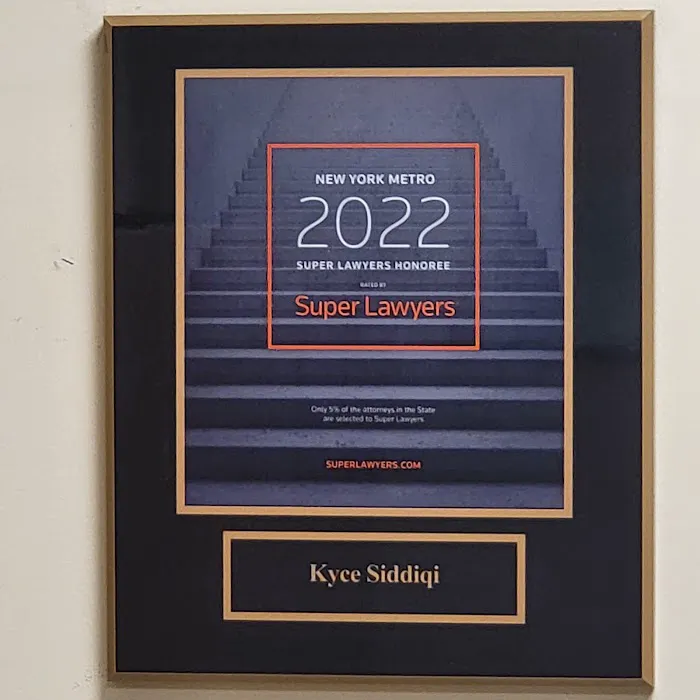 NEW YORK METRO
2022
SUPER LAWYERS HONOREE
RATED BY
Super Lawyers
Only 5% of the attorneys in the State
are selected to Super Lawyers
SUPERLAWYERS.COM
Kyce Siddiqi